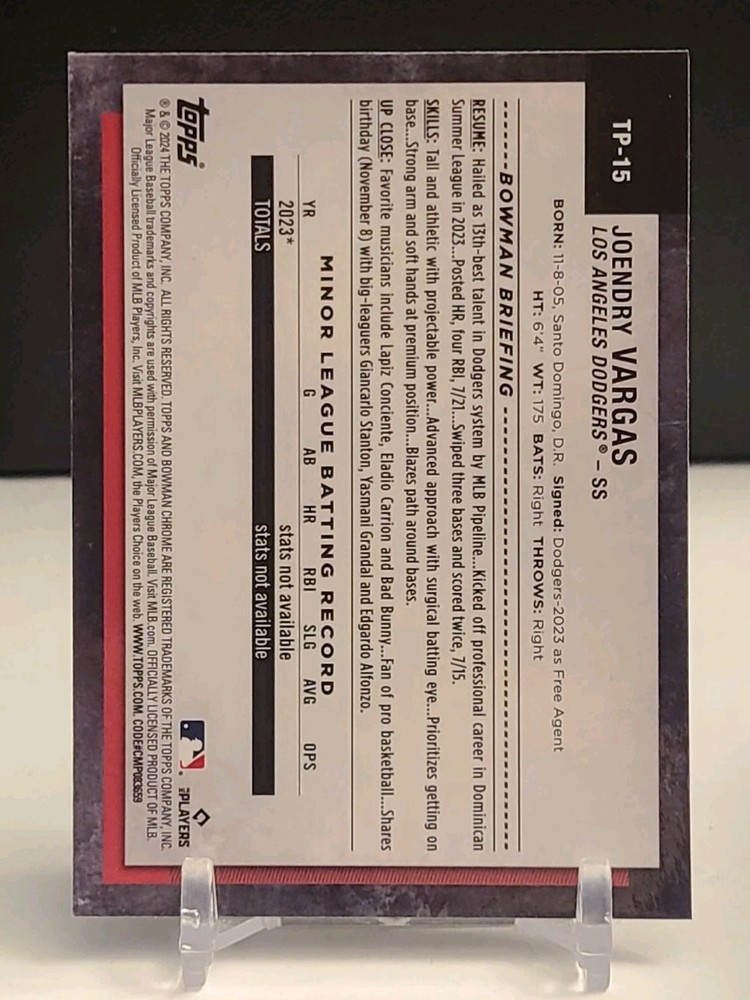 TP-15
JOENDRY VARGAS
LOS ANGELES DODGERS® – SS
BORN: 11-8-05, Santo Domingo, D.R. Signed: Dodgers-2023 as Free Agent
HT: 6'4" WT: 175 BATS: Right THROWS: Right
BOWMAN BRIEFING
RESUME: Hailed as 13th-best talent in Dodgers system by MLB Pipeline...Kicked off professional career in Dominican
Summer League in 2023...Posted HR, four RBI, 7/21...Swiped three bases and scored twice, 7/15.
SKILLS: Tall and athletic with projectable power...Advanced approach with surgical batting eye...Prioritizes getting on
base...Strong arm and soft hands at premium position...Blazes path around bases.
UP CLOSE: Favorite musicians include Lapiz Conciente, Eladio Carrion and Bad Bunny...Fan of pro basketball...Shares
birthday (November 8) with big-leaguers Giancarlo Stanton, Yasmani Grandal and Edgardo Alfonzo.
MINOR LEAGUE BATTING RECORD
YR G AB HR RBI SLG AVG OPS
2023* stats not available
TOTALS stats not available
topps®
MLB PLAYERS
® & © 2024 THE TOPPS COMPANY, INC. ALL RIGHTS RESERVED. TOPPS AND BOWMAN CHROME ARE REGISTERED TRADEMARKS OF THE TOPPS COMPANY, INC.
Major League Baseball trademarks and copyrights are used with permission of Major League Baseball. Visit MLB.com. OFFICIALLY LICENSED PRODUCT OF MLB.
Officially Licensed Product of MLB Players, Inc. Visit MLBPLAYERS.COM, the Players Choice on the web. WWW.TOPPS.COM. CODE#CMP083659